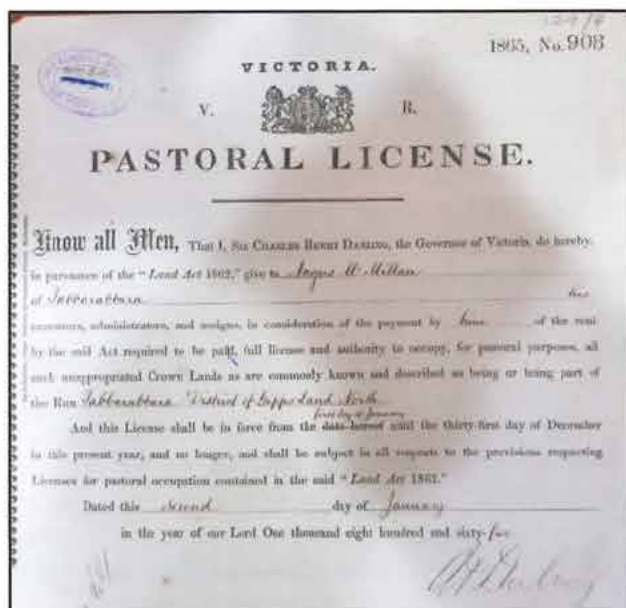 1865, No. 908
VICTORIA.
V. R.
PASTORAL LICENSE.
Know all Men, That I, SIR CHARLES HENRY DARLING, the Governor of Victoria, do hereby,
in pursuance of the "Land Act 1862," give to Angus McMillan
of Tabberabbera his
executors, administrators, and assigns, in consideration of the payment by him of the rent
by the said Act required to be paid, full license and authority to occupy, for pastoral purposes, all
such unappropriated Crown Lands as are commonly known and described as being or being part of
the Run Tabberabbera District of Gipps Land North
first day of January
And this License shall be in force from the date hereof until the thirty-first day of December
in this present year, and no longer, and shall be subject in all respects to the provisions respecting
Licenses for pastoral occupation contained in the said "Land Act 1862."
Dated this second day of January
in the year of our Lord One thousand eight hundred and sixty-five